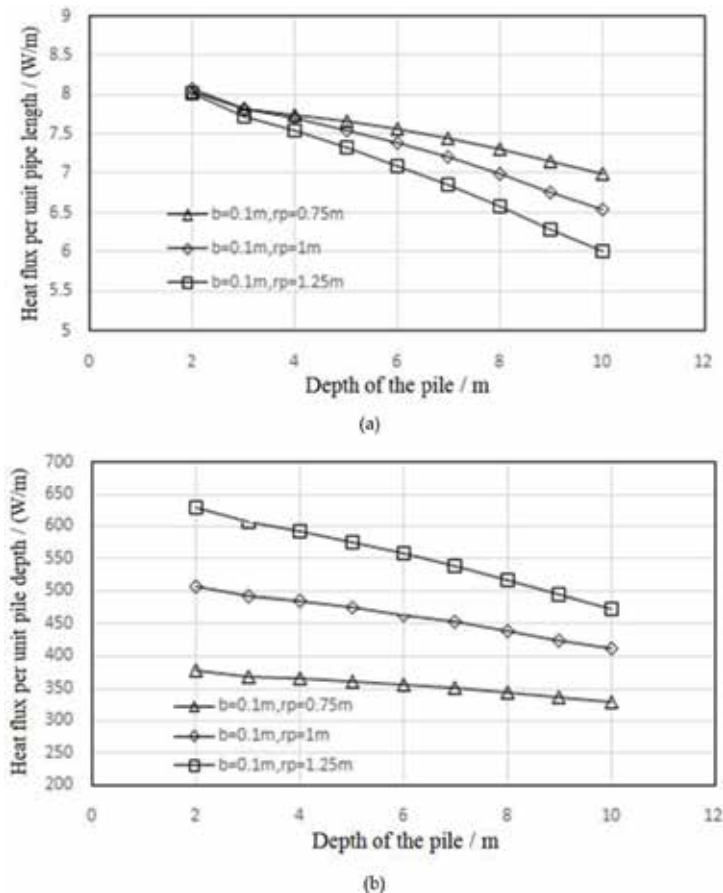 9
8.5
8
7.5
7
6.5
6
5.5
5
Heat flux per unit pipe length / (W/m)
b=0.1m,rp=0.75m
b=0.1m,rp=1m
b=0.1m,rp=1.25m
0 2 4 6 8 10 12
Depth of the pile / m
(a)
700
650
600
550
500
450
400
350
300
250
200
Heat flux per unit pile depth / (W/m)
b=0.1m,rp=0.75m
b=0.1m,rp=1m
b=0.1m,rp=1.25m
0 2 4 6 8 10 12
Depth of the pile / m
(b)